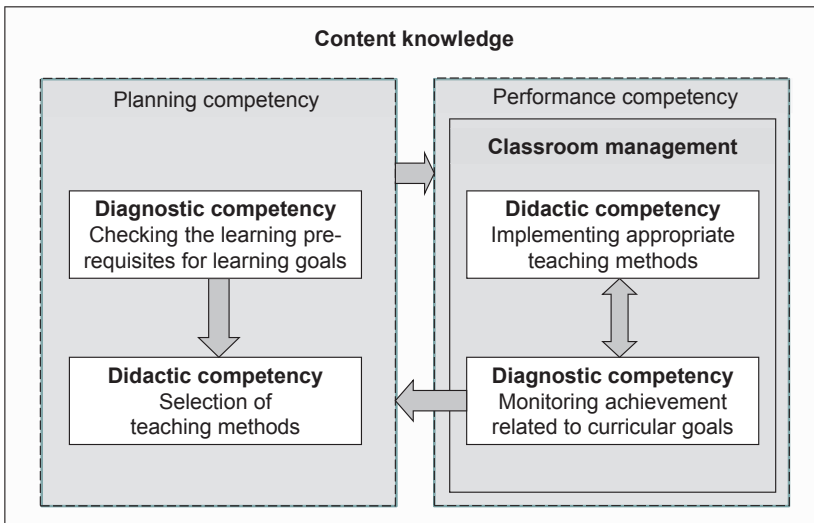 Content knowledge
Planning competency
Diagnostic competency
Checking the learning pre-
requisites for learning goals
Didactic competency
Selection of
teaching methods
Performance competency
Classroom management
Didactic competency
Implementing appropriate
teaching methods
Diagnostic competency
Monitoring achievement
related to curricular goals